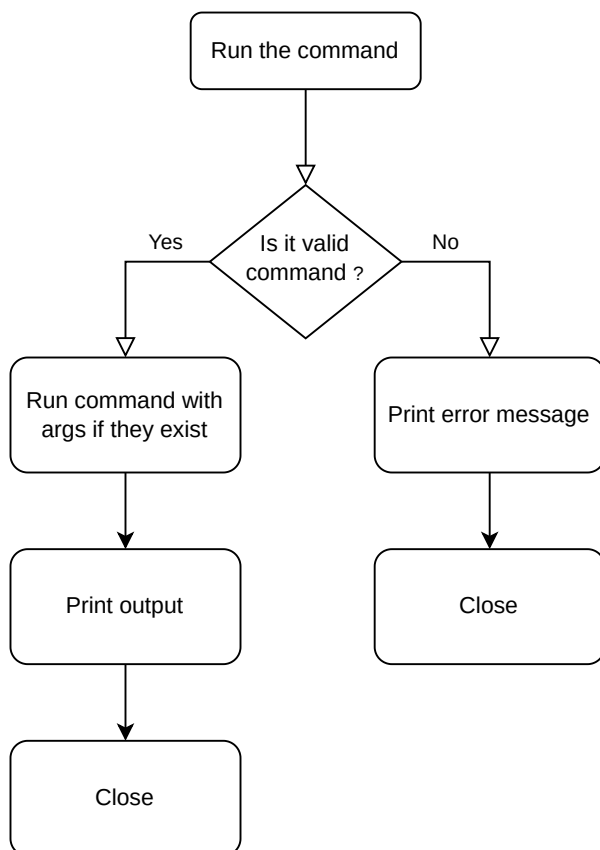 Run the command
Yes
Is it valid
command ?
No
Run command with
args if they exist
Print error message
Print output
Close
Close